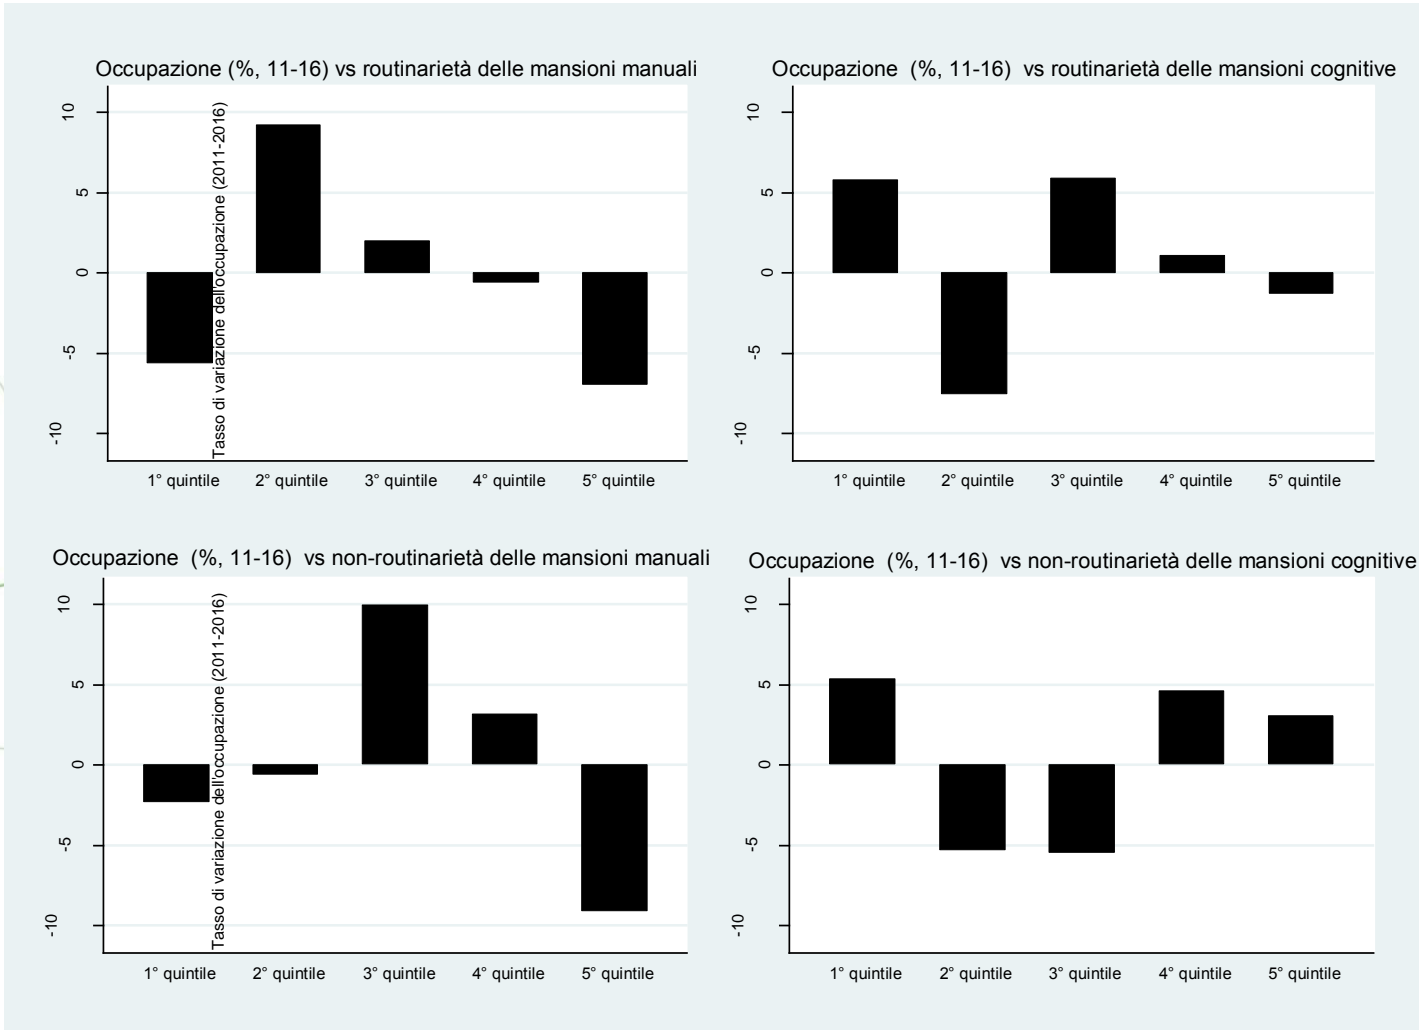 Occupazione (%, 11-16) vs routinarietà delle mansioni manuali
Tasso di variazione dell'occupazione (2011-2016)
10
5
0
-5
-10
1° quintile 2° quintile 3° quintile 4° quintile 5° quintile
Occupazione (%, 11-16) vs routinarietà delle mansioni cognitive
10
5
0
-5
-10
1° quintile 2° quintile 3° quintile 4° quintile 5° quintile
Occupazione (%, 11-16) vs non-routinarietà delle mansioni manuali
Tasso di variazione dell'occupazione (2011-2016)
10
5
0
-5
-10
1° quintile 2° quintile 3° quintile 4° quintile 5° quintile
Occupazione (%, 11-16) vs non-routinarietà delle mansioni cognitive
10
5
0
-5
-10
1° quintile 2° quintile 3° quintile 4° quintile 5° quintile